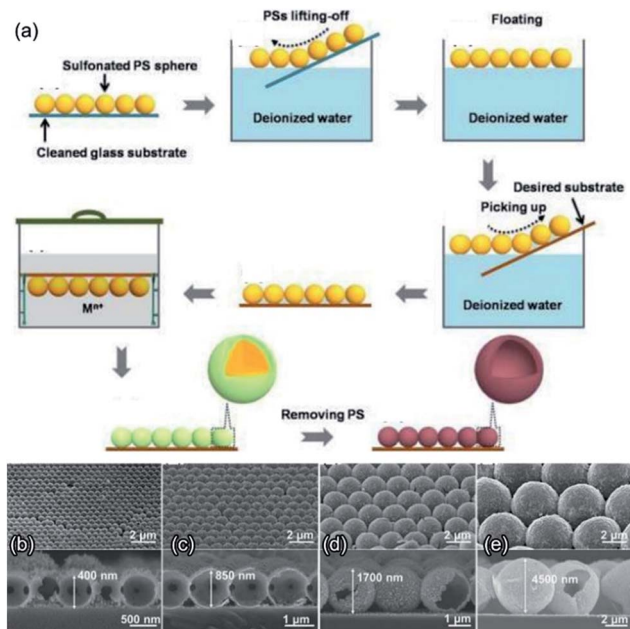 (a)
PSs lifting-off
Floating
Sulfonated PS sphere
Deionized water
Deionized water
Cleaned glass substrate
Desired substrate
Picking up
Mⁿ⁺
Deionized water
Removing PS
2 μm
2 μm
2 μm
2 μm
(b)
(c)
(d)
(e)
400 nm
850 nm
1700 nm
4500 nm
500 nm
1 μm
1 μm
2 μm